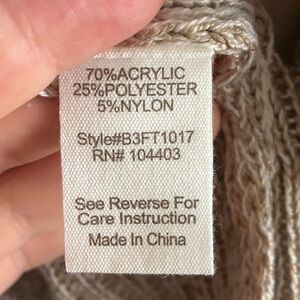 70%ACRYLIC
25%POLYESTER
5%NYLON
Style#B3FT1017
RN# 104403
See Reverse For
Care Instruction
Made In China